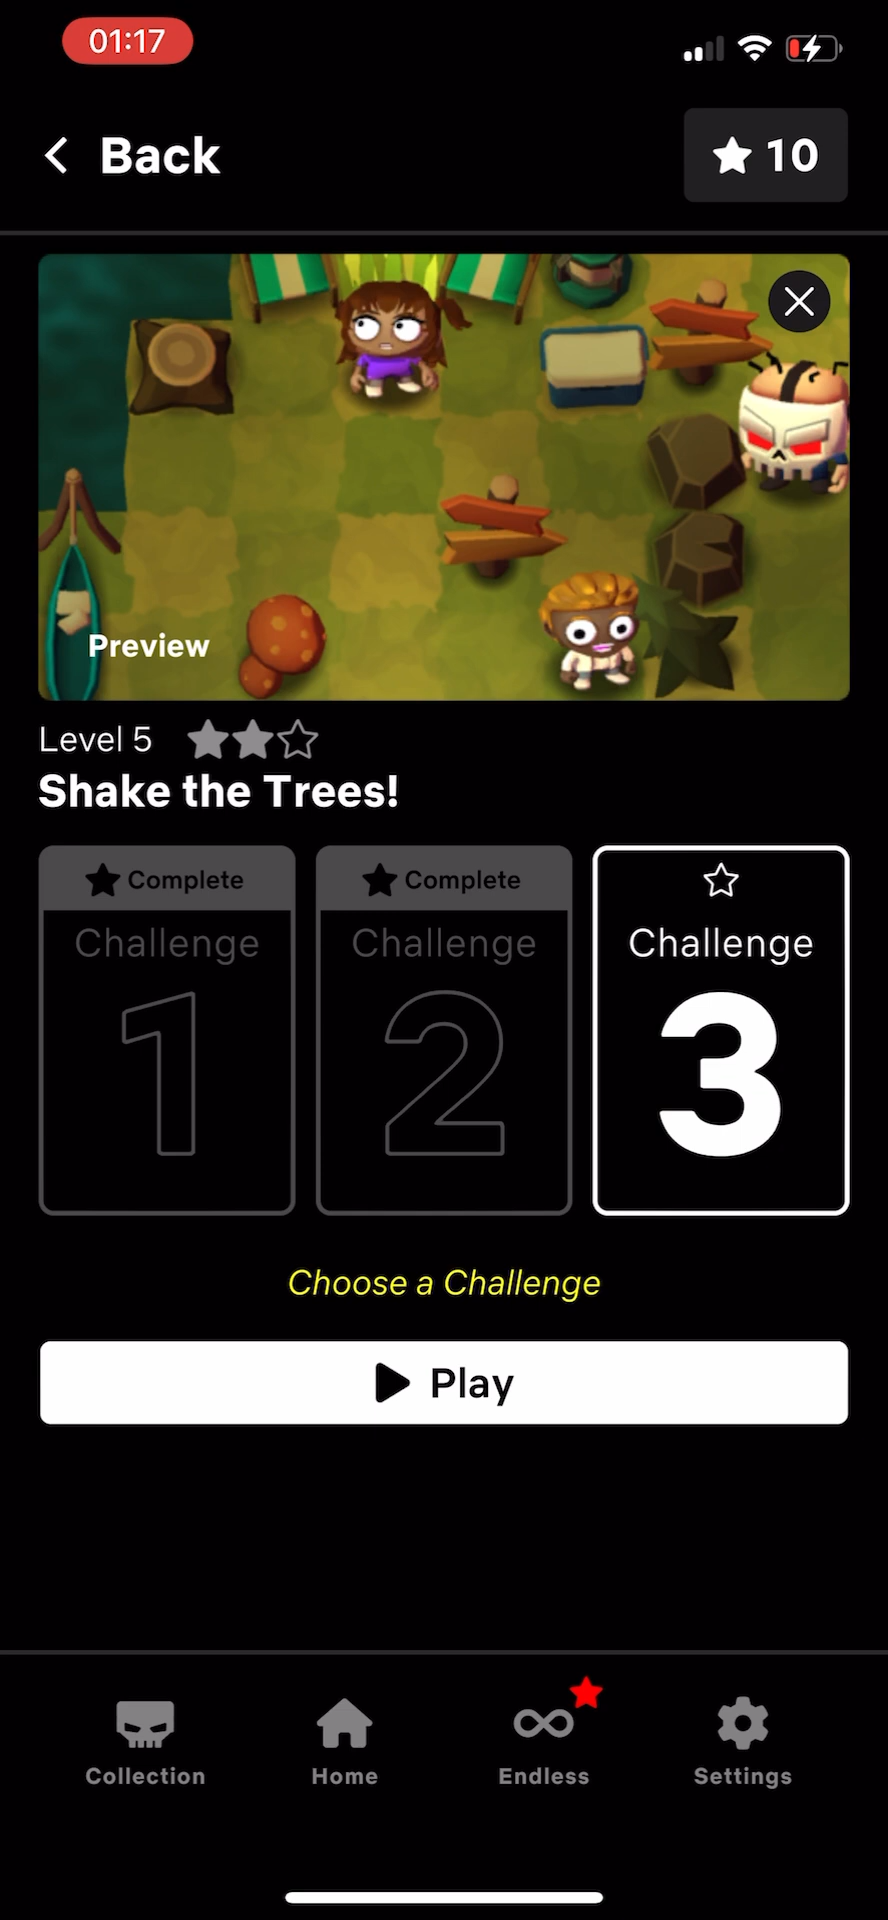 01:17
Back
10
Preview
Level 5
Shake the Trees!
Complete
Challenge
1
Complete
Challenge
2
Challenge
3
Choose a Challenge
Play
Collection
Home
Endless
Settings